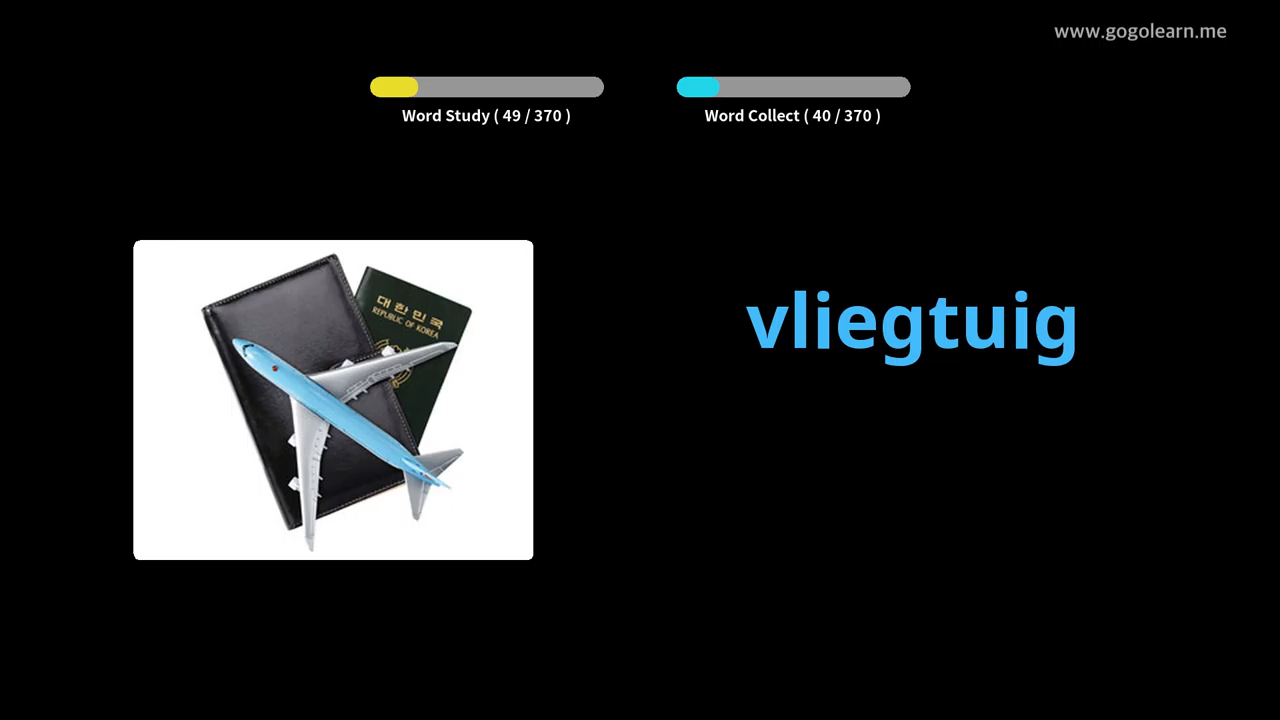 www.gogolearn.me
Word Study ( 49 / 370 )
Word Collect ( 40 / 370 )
대한민국
REPUBLIC OF KOREA
vliegtuig